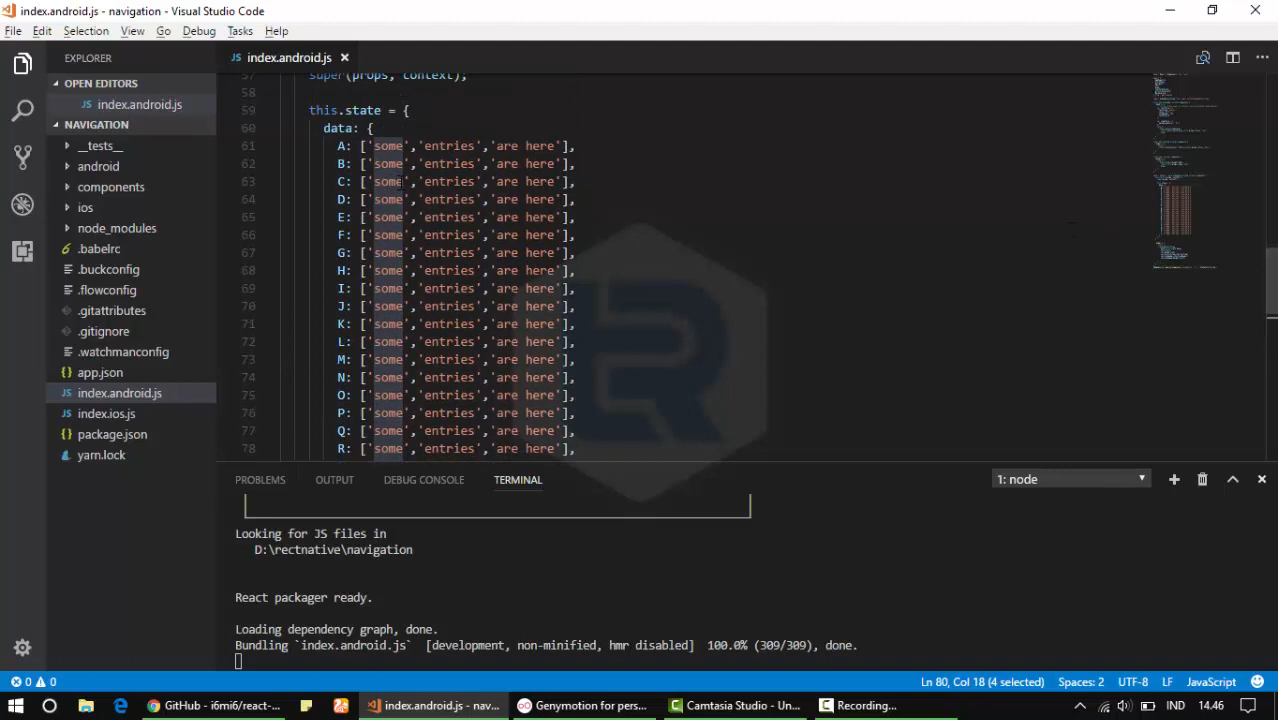 index.android.js - navigation - Visual Studio Code
File Edit Selection View Go Debug Tasks Help
EXPLORER
index.android.js
OPEN EDITORS
index.android.js
NAVIGATION
__tests__
android
components
ios
node_modules
.babelrc
.buckconfig
.flowconfig
.gitattributes
.gitignore
.watchmanconfig
app.json
index.android.js
index.ios.js
package.json
yarn.lock
57 super(props, context);
58
59 this.state = {
60 data: {
61 A: ['some','entries','are here'],
62 B: ['some','entries','are here'],
63 C: ['some','entries','are here'],
64 D: ['some','entries','are here'],
65 E: ['some','entries','are here'],
66 F: ['some','entries','are here'],
67 G: ['some','entries','are here'],
68 H: ['some','entries','are here'],
69 I: ['some','entries','are here'],
70 J: ['some','entries','are here'],
71 K: ['some','entries','are here'],
72 L: ['some','entries','are here'],
73 M: ['some','entries','are here'],
74 N: ['some','entries','are here'],
75 O: ['some','entries','are here'],
76 P: ['some','entries','are here'],
77 Q: ['some','entries','are here'],
78 R: ['some','entries','are here'],
PROBLEMS OUTPUT DEBUG CONSOLE TERMINAL 1: node
Looking for JS files in
D:\rectnative\navigation
React packager ready.
Loading dependency graph, done.
Bundling `index.android.js` [development, non-minified, hmr disabled] 100.0% (309/309), done.
0 0 Ln 80, Col 18 (4 selected) Spaces: 2 UTF-8 LF JavaScript
GitHub - i6mi6/react-... index.android.js - nav... Genymotion for pers... Camtasia Studio - Un... Recording... IND 14.46